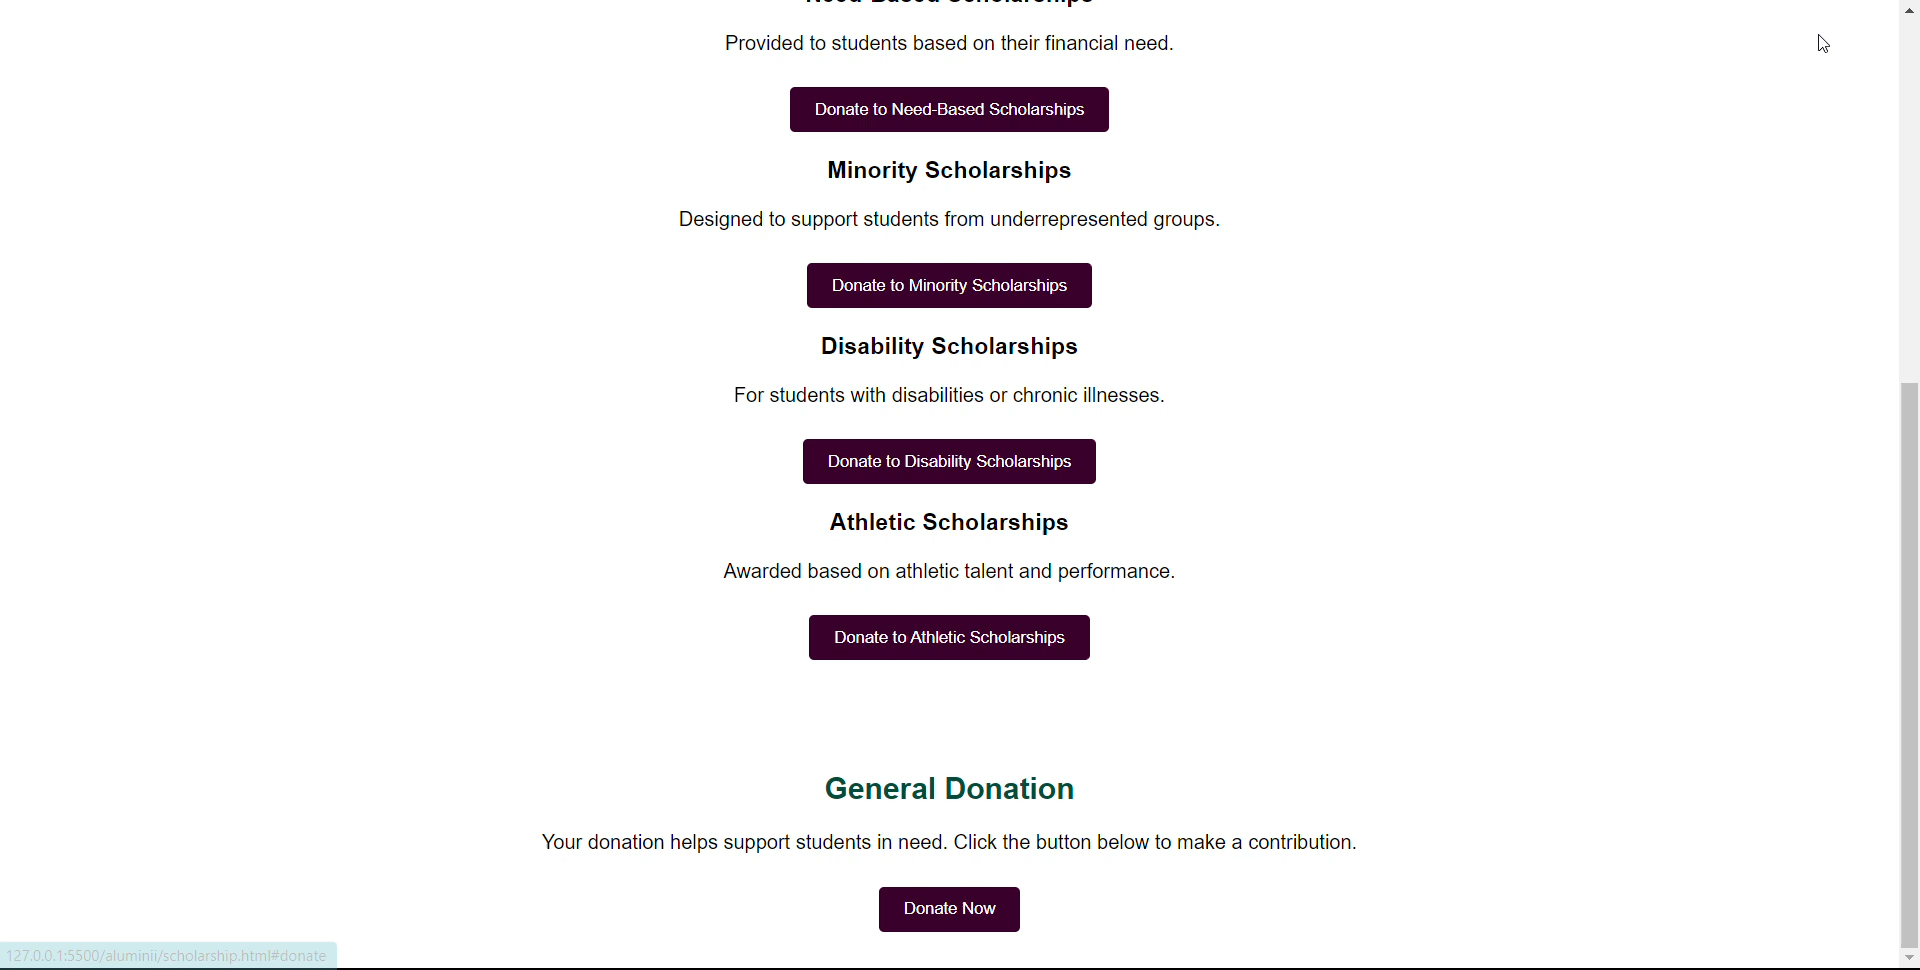 Need-Based Scholarships
Provided to students based on their financial need.
Donate to Need-Based Scholarships
Minority Scholarships
Designed to support students from underrepresented groups.
Donate to Minority Scholarships
Disability Scholarships
For students with disabilities or chronic illnesses.
Donate to Disability Scholarships
Athletic Scholarships
Awarded based on athletic talent and performance.
Donate to Athletic Scholarships
General Donation
Your donation helps support students in need. Click the button below to make a contribution.
Donate Now
127.0.0.1:5500/aluminii/scholarship.html#donate